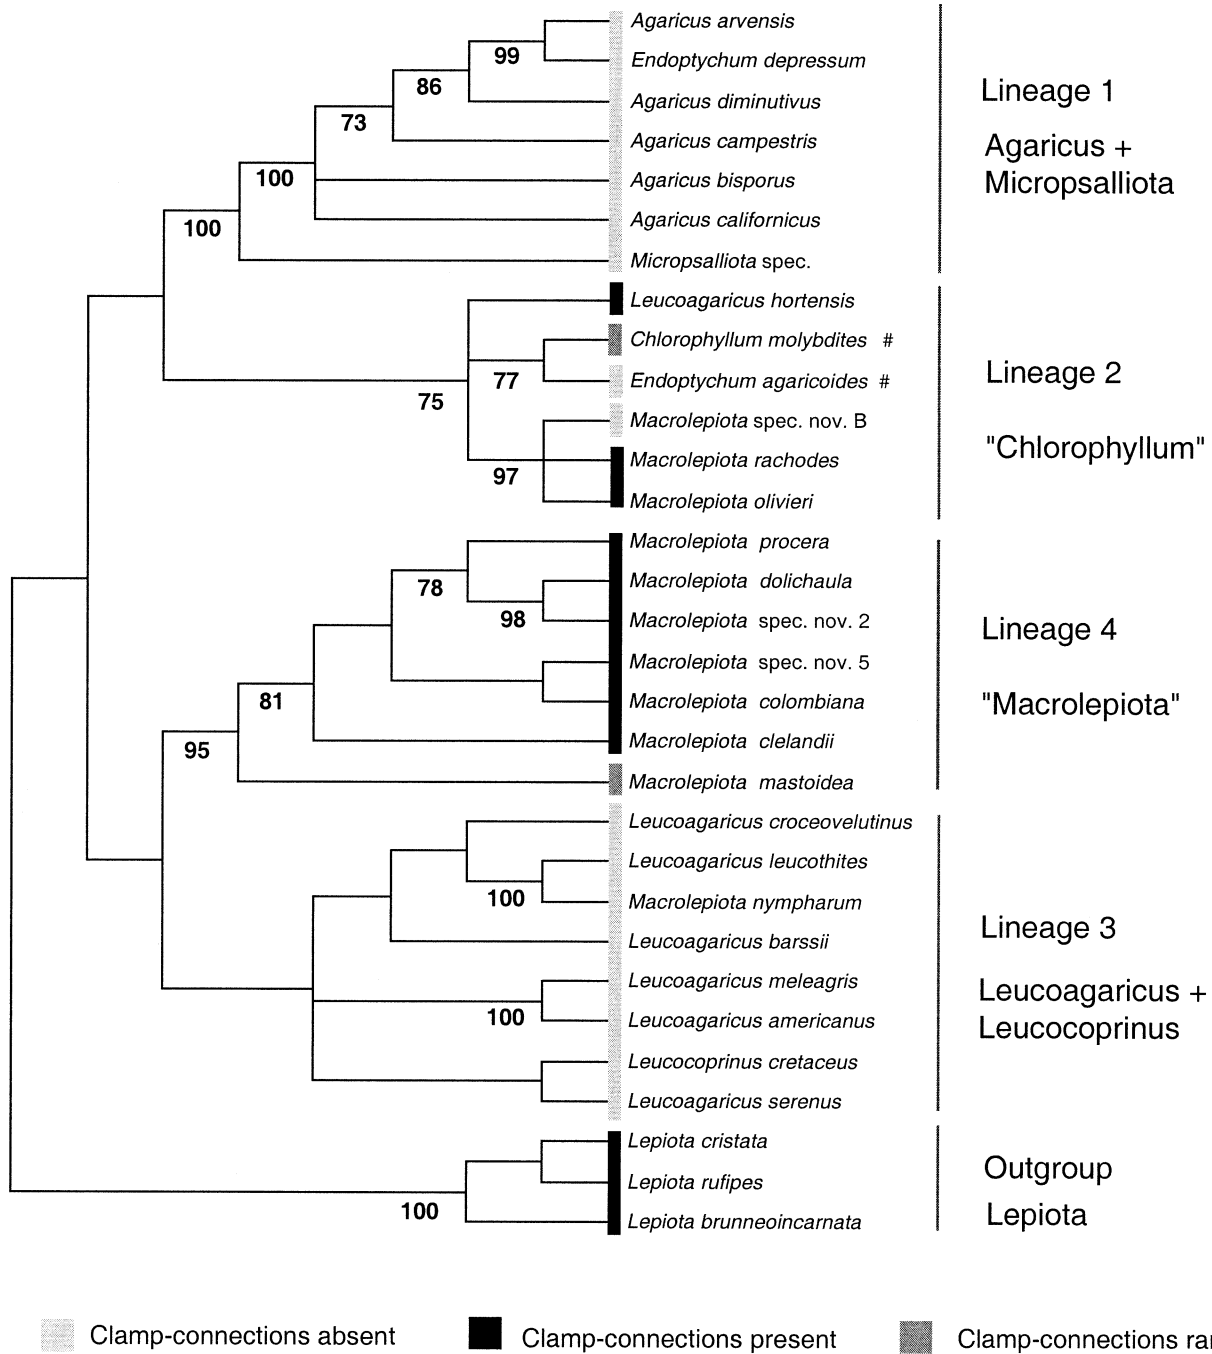 Agaricus arvensis
Endoptychum depressum
99
86
Agaricus diminutivus
Lineage 1
73
Agaricus campestris
Agaricus +
Micropsalliota
100
Agaricus bisporus
Agaricus californicus
100
Micropsalliota spec.
Leucoagaricus hortensis
Chlorophyllum molybdites #
Endoptychum agaricoides #
77
75
Lineage 2
Macrolepiota spec. nov. B
"Chlorophyllum"
Macrolepiota rachodes
97
Macrolepiota olivieri
Macrolepiota procera
Macrolepiota dolichaula
78
Macrolepiota spec. nov. 2
98
Lineage 4
Macrolepiota spec. nov. 5
Macrolepiota colombiana
81
"Macrolepiota"
Macrolepiota clelandii
95
Macrolepiota mastoidea
Leucoagaricus croceovelutinus
Leucoagaricus leucothites
Macrolepiota nympharum
100
Lineage 3
Leucoagaricus barssii
Leucoagaricus meleagris
Leucoagaricus +
Leucocoprinus
100
Leucoagaricus americanus
Leucocoprinus cretaceus
Leucoagaricus serenus
Lepiota cristata
Outgroup
Lepiota rufipes
Lepiota
100
Lepiota brunneoincarnata
Clamp-connections absent
Clamp-connections present
Clamp-connections